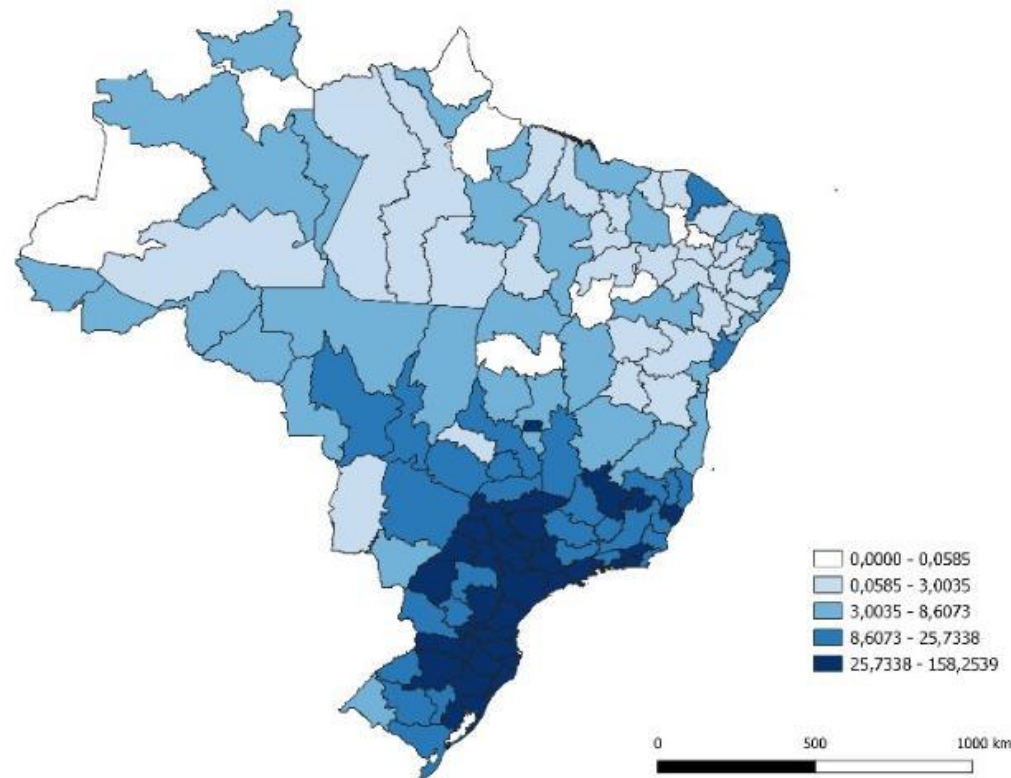 0,0000 - 0,0585
0,0585 - 3,0035
3,0035 - 8,6073
8,6073 - 25,7338
25,7338 - 158,2539
0 500 1000 km